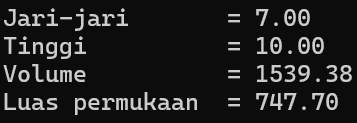 Jari-jari = 7.00
Tinggi = 10.00
Volume = 1539.38
Luas permukaan = 747.70